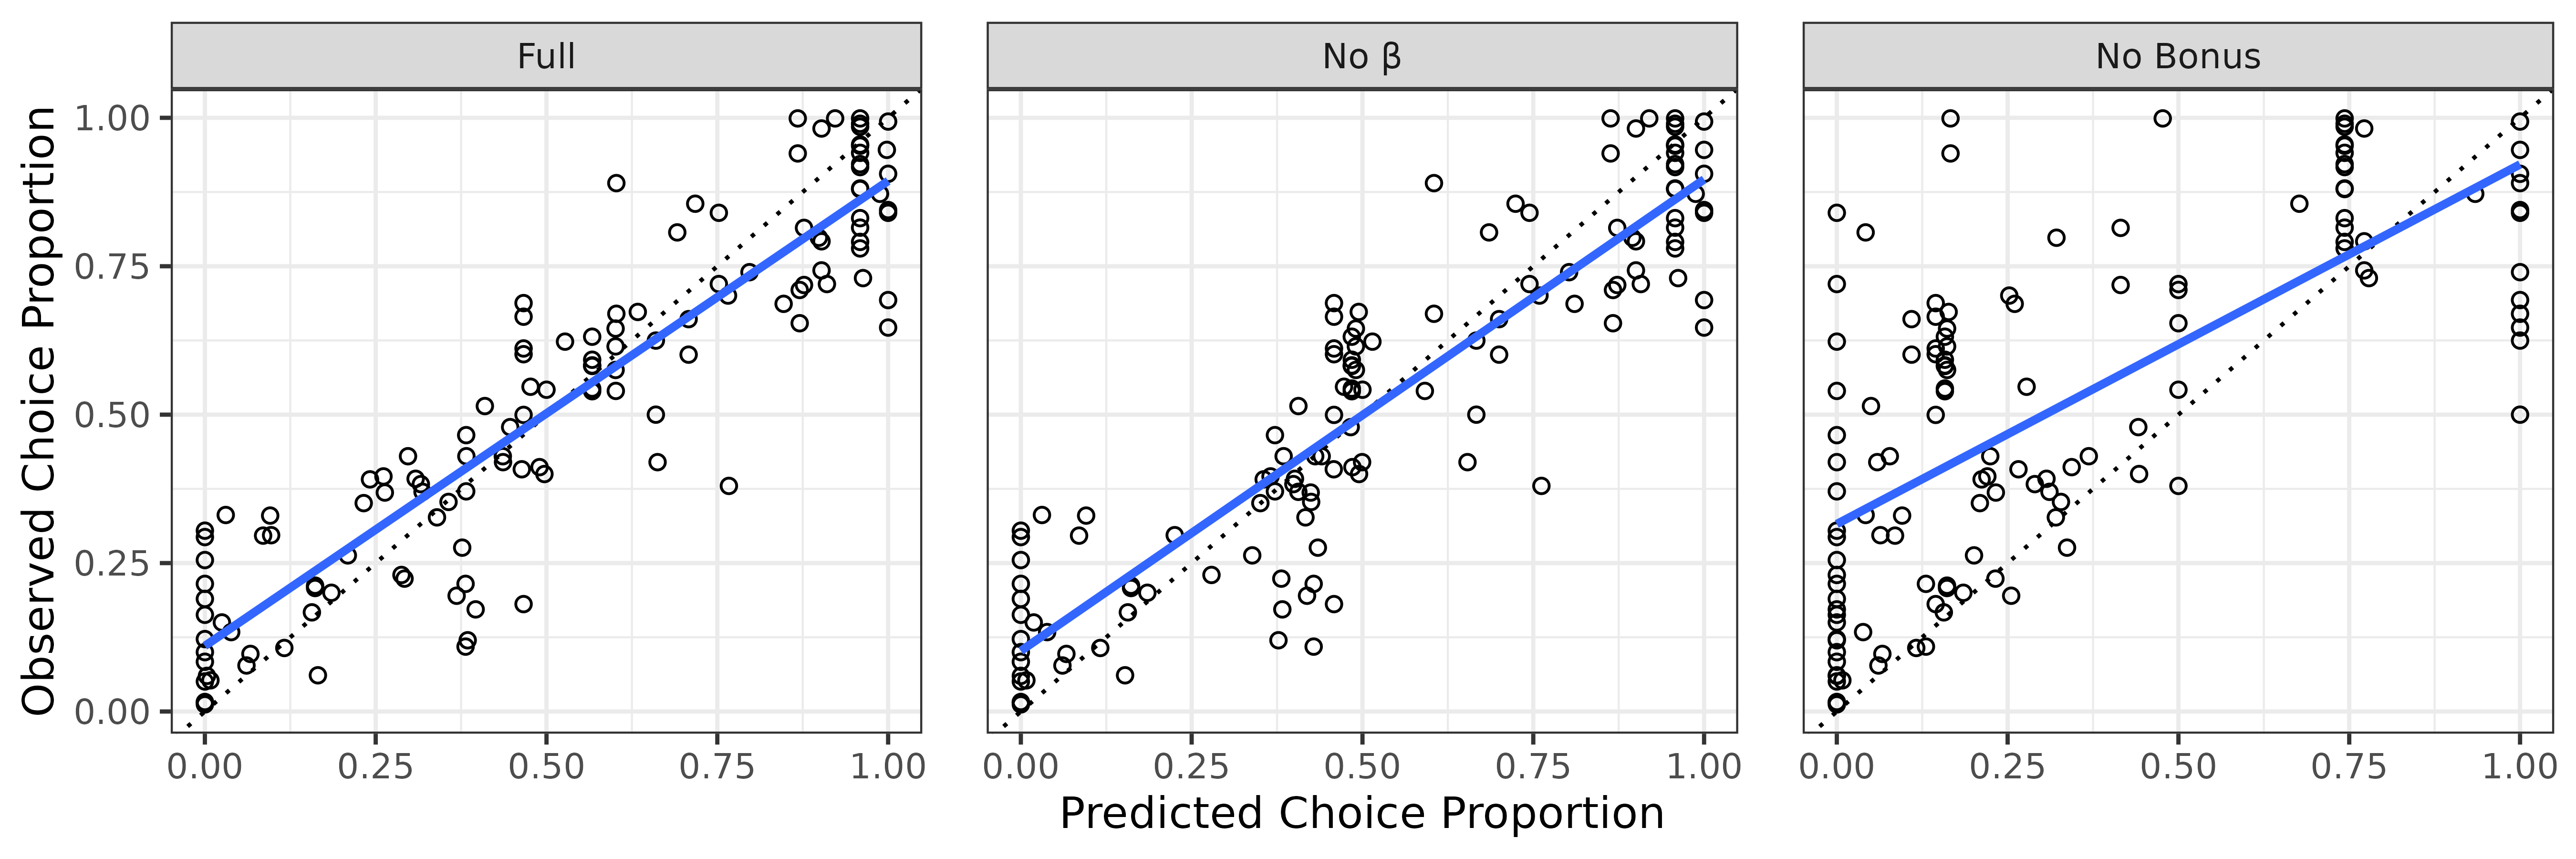 Full
No β
No Bonus
Observed Choice Proportion
1.00
0.75
0.50
0.25
0.00
0.00 0.25 0.50 0.75 1.00
0.00 0.25 0.50 0.75 1.00
0.00 0.25 0.50 0.75 1.00
Predicted Choice Proportion